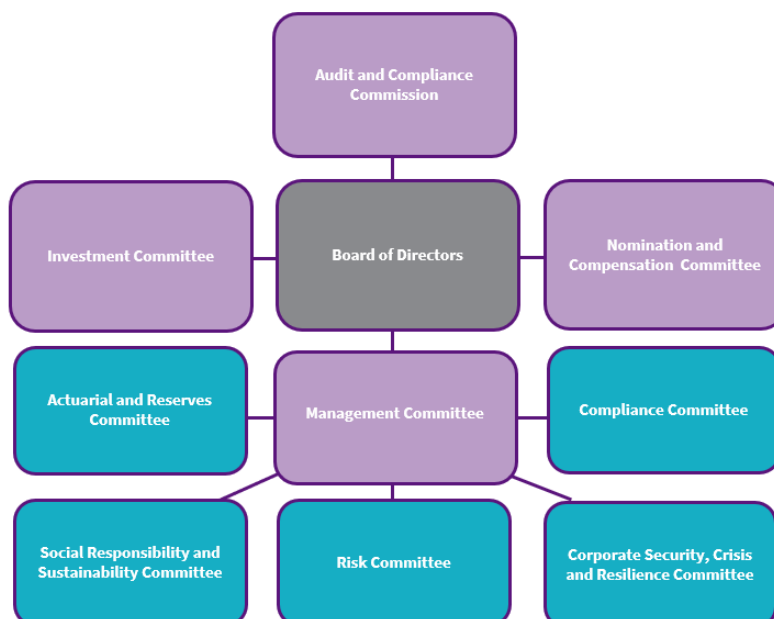 Audit and Compliance
Commission
Investment Committee
Board of Directors
Nomination and
Compensation Committee
Actuarial and Reserves
Committee
Management Committee
Compliance Committee
Social Responsibility and
Sustainability Committee
Risk Committee
Corporate Security, Crisis
and Resilience Committee